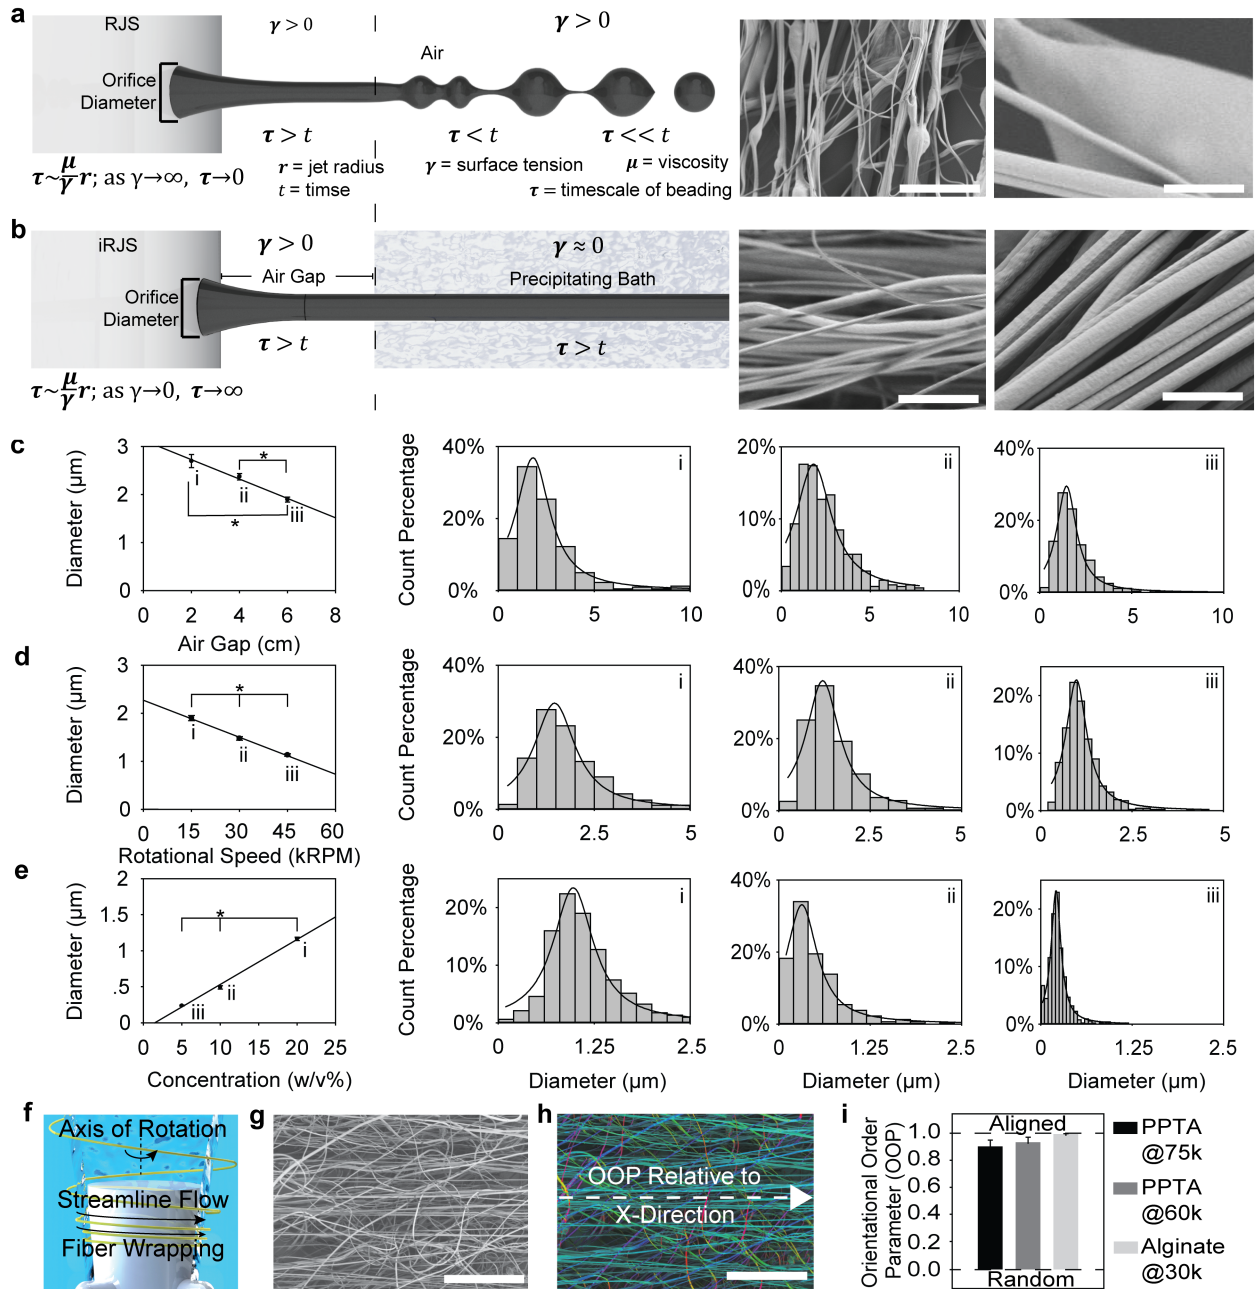 a
RJS
γ > 0
γ > 0
Air
Orifice
Diameter
τ > t
τ < t
τ << t
τ~μ/γ r; as γ→∞, τ→0
r = jet radius
t = timse
γ = surface tension
μ = viscosity
τ = timescale of beading
b
iRJS
γ > 0
γ ≈ 0
Air Gap
Precipitating Bath
Orifice
Diameter
τ > t
τ > t
τ~μ/γ r; as γ→0, τ→∞
c
Diameter (μm)
3
2
1
0
*
*
i
ii
iii
0 2 4 6 8
Air Gap (cm)
Count Percentage
40%
20%
0%
i
0 5 10
20%
10%
0%
ii
0 5 10
40%
20%
0%
iii
0 5 10
d
Diameter (μm)
3
2
1
0
*
i
ii
iii
0 15 30 45 60
Rotational Speed (kRPM)
Count Percentage
40%
20%
0%
i
0 2.5 5
40%
20%
0%
ii
0 2.5 5
20%
10%
0%
iii
0 2.5 5
e
Diameter (μm)
2
1
.5
0
*
i
ii
iii
0 5 10 15 20 25
Concentration (w/v%)
Count Percentage
20%
10%
0%
i
0 1.25 2.5
Diameter (μm)
40%
20%
0%
ii
0 1.25 2.5
Diameter (μm)
20%
10%
0%
iii
0 1.25 2.5
Diameter (μm)
f
Axis of Rotation
Streamline Flow
Fiber Wrapping
g
h
OOP Relative to
X-Direction
i
Orientational Order
Parameter (OOP)
1.0
0.8
0.6
0.4
0.2
0.0
Aligned
Random
PPTA
@75k
PPTA
@60k
Alginate
@30k